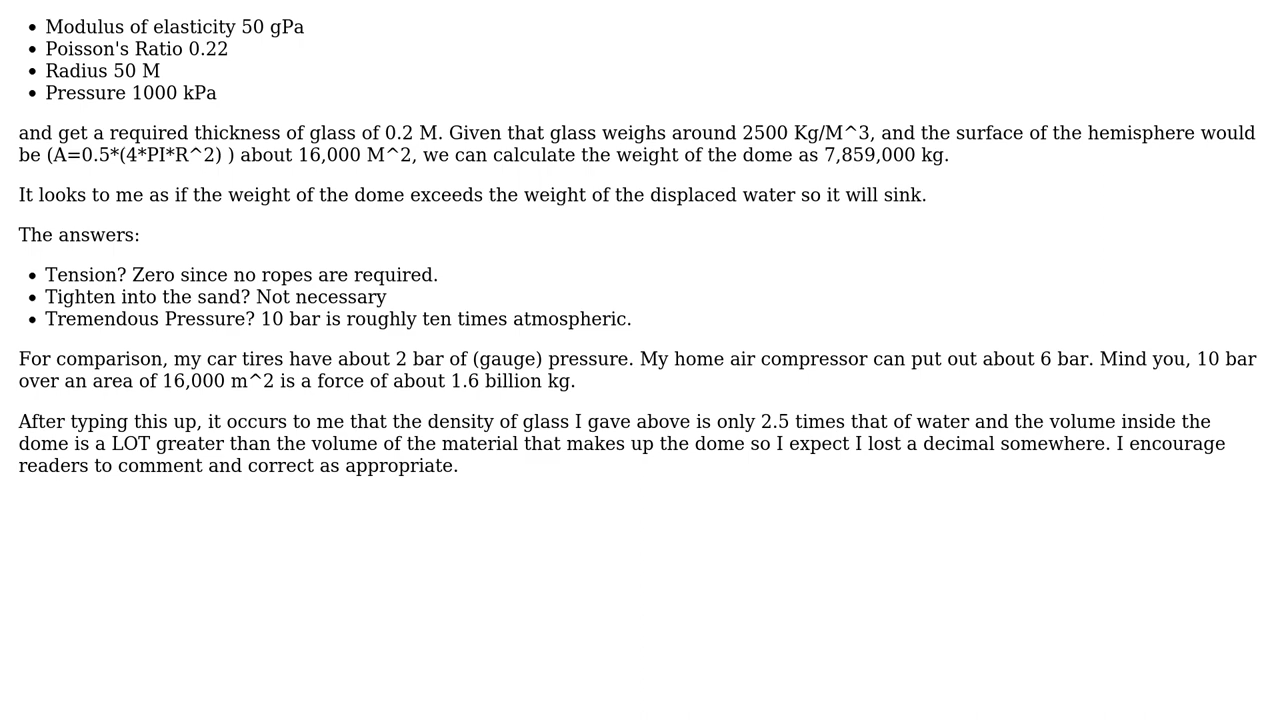 • Modulus of elasticity 50 gPa
• Poisson's Ratio 0.22
• Radius 50 M
• Pressure 1000 kPa
and get a required thickness of glass of 0.2 M. Given that glass weighs around 2500 Kg/M^3, and the surface of the hemisphere would
be (A=0.5*(4*PI*R^2) ) about 16,000 M^2, we can calculate the weight of the dome as 7,859,000 kg.
It looks to me as if the weight of the dome exceeds the weight of the displaced water so it will sink.
The answers:
• Tension? Zero since no ropes are required.
• Tighten into the sand? Not necessary
• Tremendous Pressure? 10 bar is roughly ten times atmospheric.
For comparison, my car tires have about 2 bar of (gauge) pressure. My home air compressor can put out about 6 bar. Mind you, 10 bar
over an area of 16,000 m^2 is a force of about 1.6 billion kg.
After typing this up, it occurs to me that the density of glass I gave above is only 2.5 times that of water and the volume inside the
dome is a LOT greater than the volume of the material that makes up the dome so I expect I lost a decimal somewhere. I encourage
readers to comment and correct as appropriate.